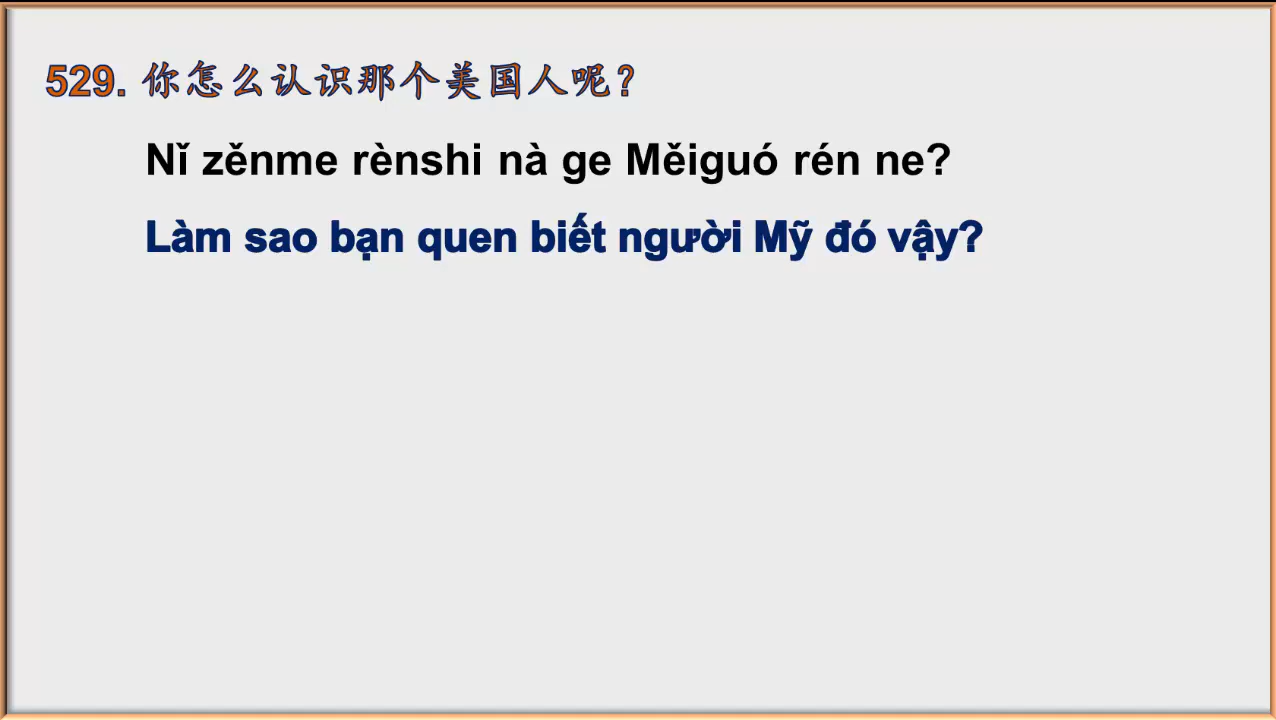 529. 你怎么认识那个美国人呢？
Nǐ zěnme rènshi nà ge Měiguó rén ne?
Làm sao bạn quen biết người Mỹ đó vậy?